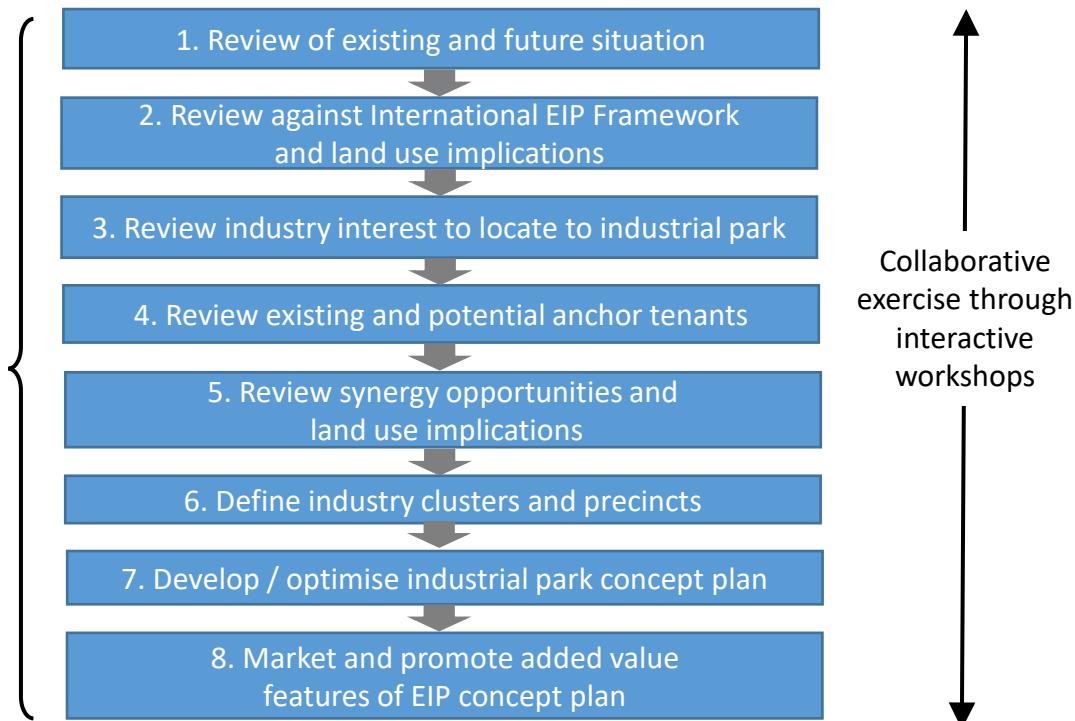 1. Review of existing and future situation
2. Review against International EIP Framework
and land use implications
3. Review industry interest to locate to industrial park
4. Review existing and potential anchor tenants
5. Review synergy opportunities and
land use implications
6. Define industry clusters and precincts
7. Develop / optimise industrial park concept plan
8. Market and promote added value
features of EIP concept plan
Collaborative
exercise through
interactive
workshops